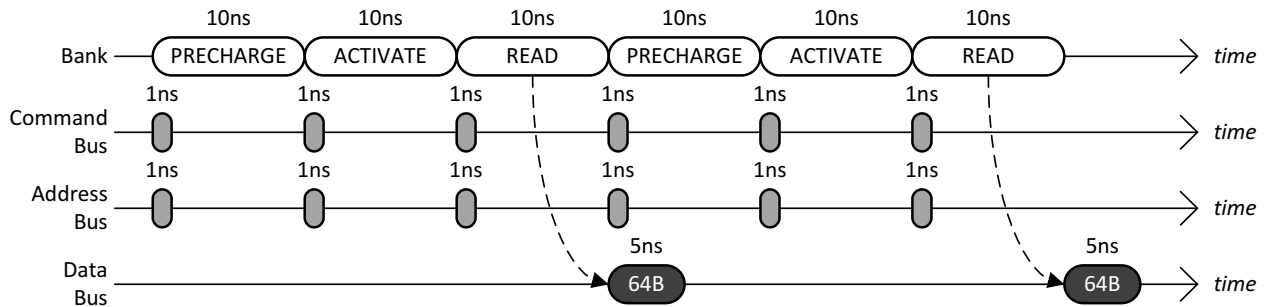 10ns 10ns 10ns 10ns 10ns 10ns
Bank PRECHARGE ACTIVATE READ PRECHARGE ACTIVATE READ time
1ns 1ns 1ns 1ns 1ns 1ns
Command
Bus
time
1ns 1ns 1ns 1ns 1ns 1ns
Address
Bus
time
5ns 5ns
Data
Bus
64B 64B time